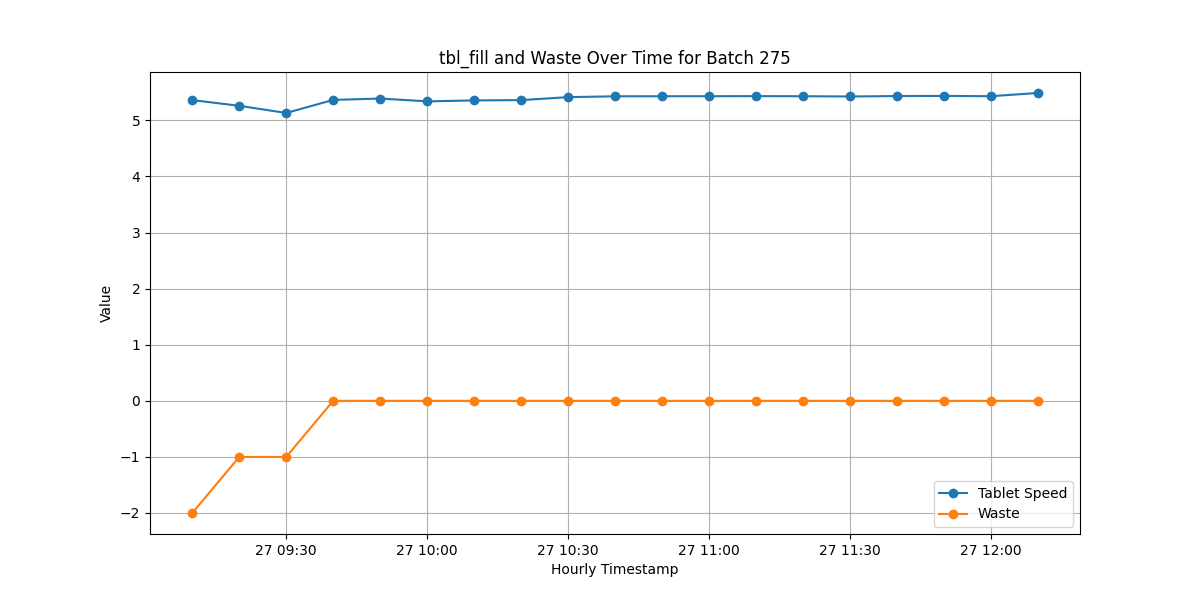 tbl_fill and Waste Over Time for Batch 275
Value
5
4
3
2
1
0
−1
−2
27 09:30 27 10:00 27 10:30 27 11:00 27 11:30 27 12:00
Hourly Timestamp
Tablet Speed
Waste